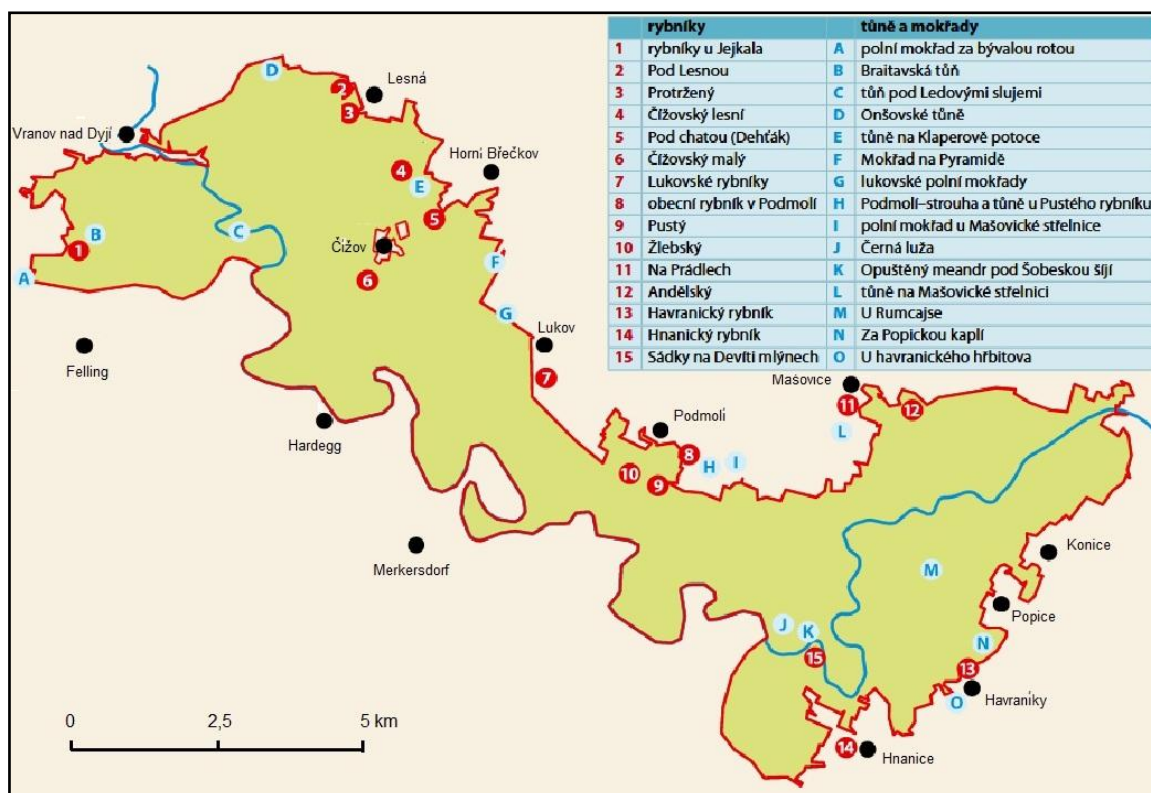 rybníky tůně a mokřady
1 rybníky u Jejkala A polní mokřad za bývalou rotou
2 Pod Lesnou B Braitavská tůň
3 Protržený C tůň pod Ledovými slujemi
4 Čížovský lesní D Onšovské tůně
5 Pod chatou (Dehťák) E tůně na Klaperově potoce
6 Čížovský malý F Mokřad na Pyramidě
7 Lukovské rybníky G lukovské polní mokřady
8 obecní rybník v Podmolí H Podmolí–strouha a tůně u Pustého rybníku
9 Pustý I polní mokřad u Mašovické střelnice
10 Žlebský J Černá luža
11 Na Prádlech K Opuštěný meandr pod Šobeskou šíjí
12 Andělský L tůně na Mašovické střelnici
13 Havranický rybník M U Rumcajse
14 Hnanický rybník N Za Popickou kaplí
15 Sádky na Devíti mlýnech O U havranického hřbitova
D
2
Lesná
3
Vranov nad Dyjí
Horní Břečkov
4
E
5
B
C
1
Čížov
F
A
6
G
Lukov
Felling
7
Mašovice
11
12
Hardegg
Podmolí
L
8
H
I
10
9
Merkersdorf
Konice
M
Popice
J
K
N
15
13
O
Havraníky
0 2,5 5 km
14
Hnanice